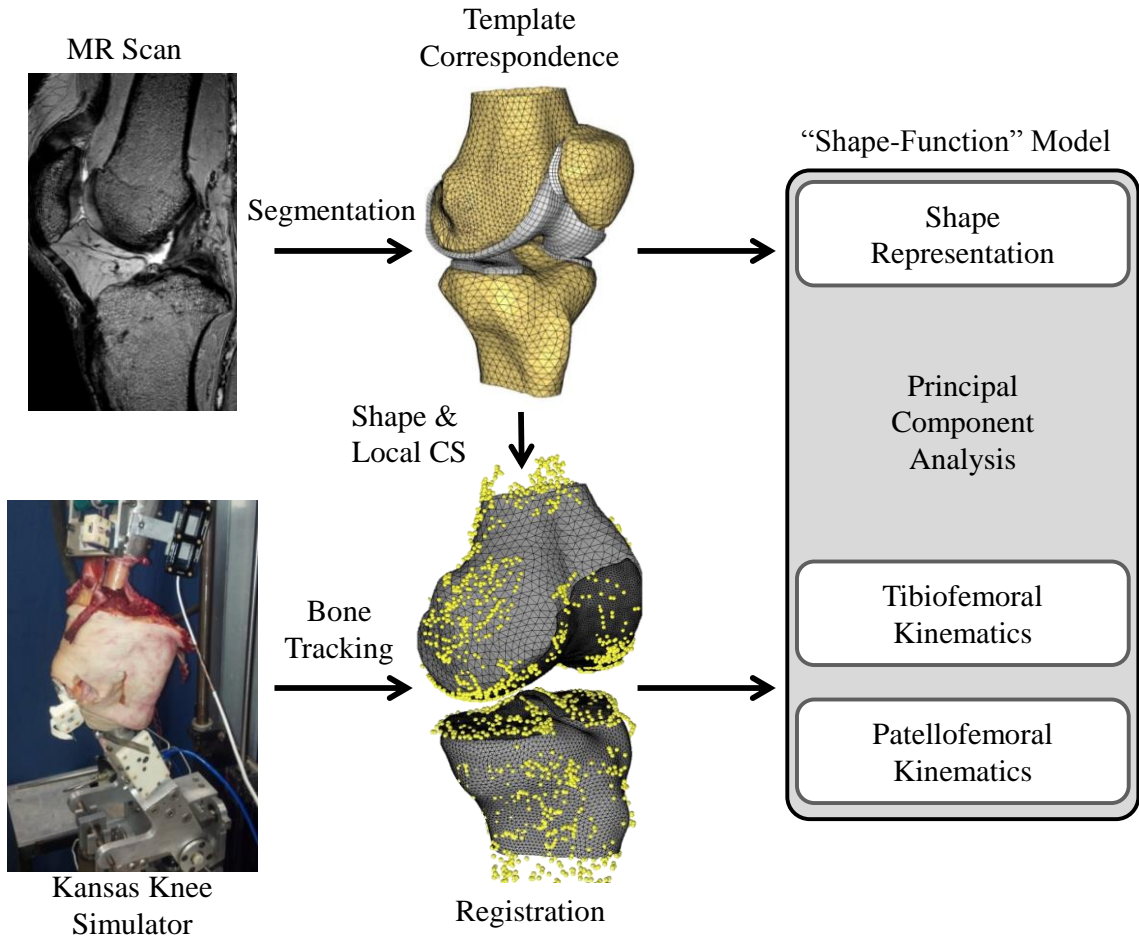 MR Scan
Template
Correspondence
Segmentation
“Shape-Function” Model
Shape
Representation
Principal
Component
Analysis
Shape &
Local CS
Bone
Tracking
Tibiofemoral
Kinematics
Patellofemoral
Kinematics
Kansas Knee
Simulator
Registration